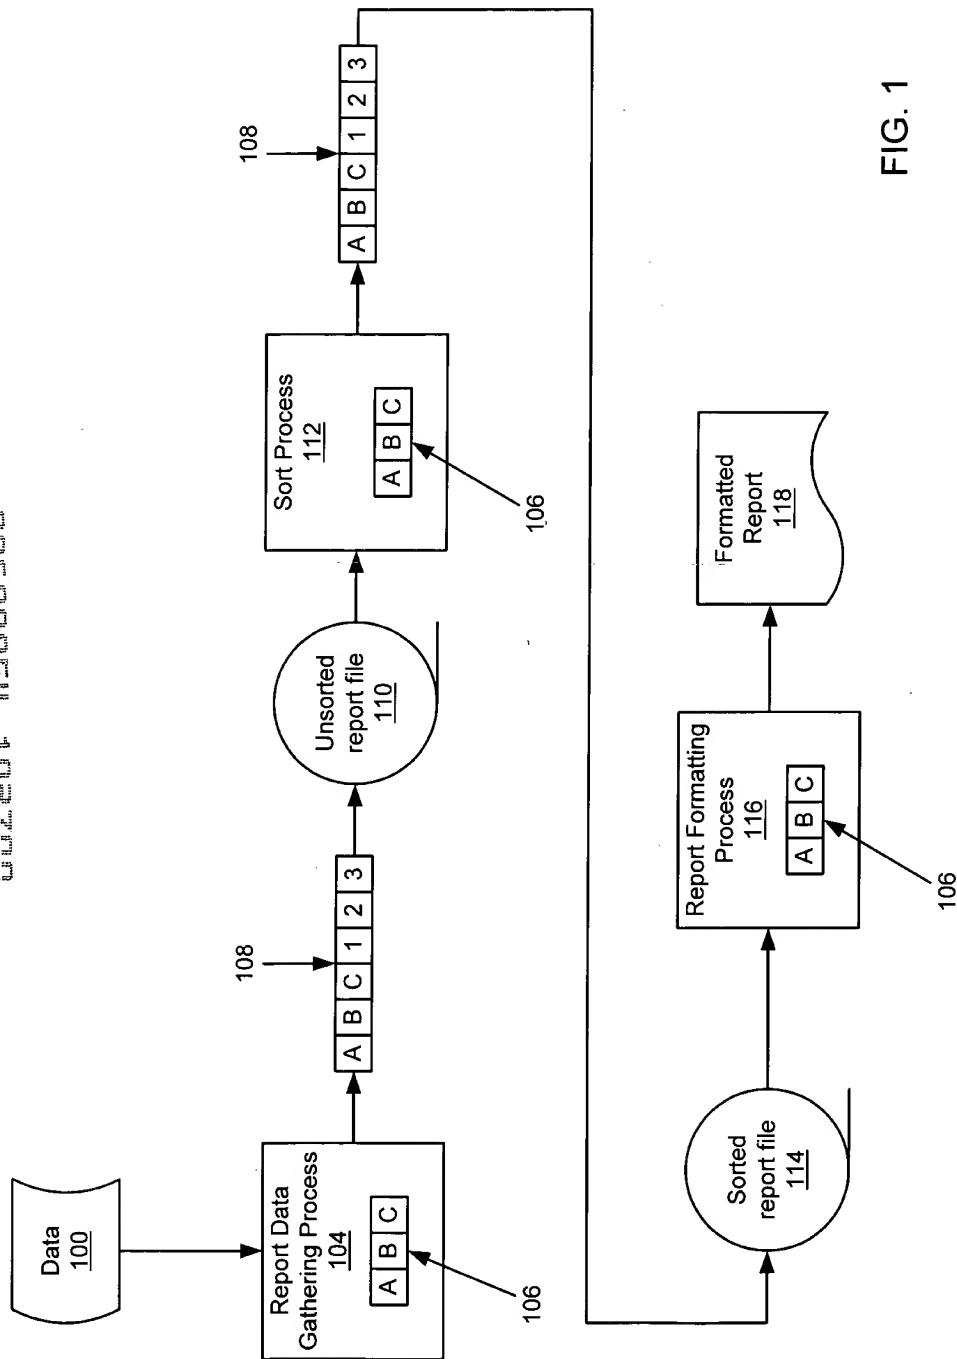 Data
100
Report Data
Gathering Process
104
A B C
106
A B C 1 2 3
108
Unsorted
report file
110
Sort Process
112
A B C
106
A B C 1 2 3
108
Sorted
report file
114
Report Formatting
Process
116
A B C
106
Formatted
Report
118
FIG. 1